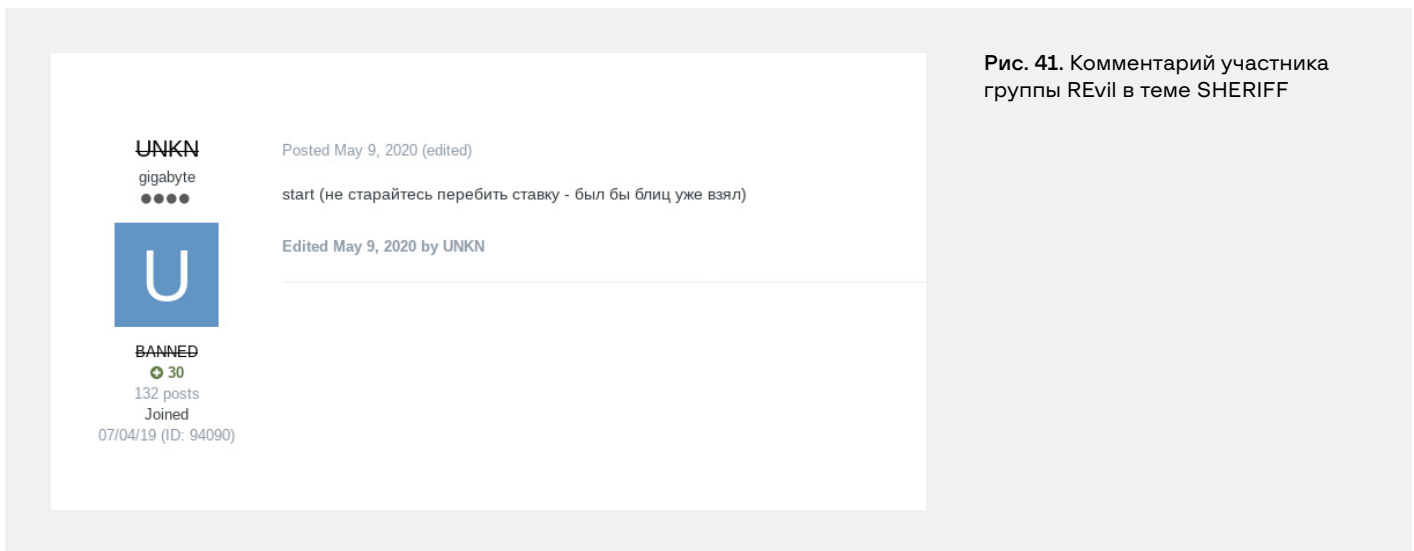 Рис. 41. Комментарий участника
группы REvil в теме SHERIFF
UNKN
gigabyte
U
BANNED
30
132 posts
Joined
07/04/19 (ID: 94090)
Posted May 9, 2020 (edited)
start (не старайтесь перебить ставку - был бы блиц уже взял)
Edited May 9, 2020 by UNKN